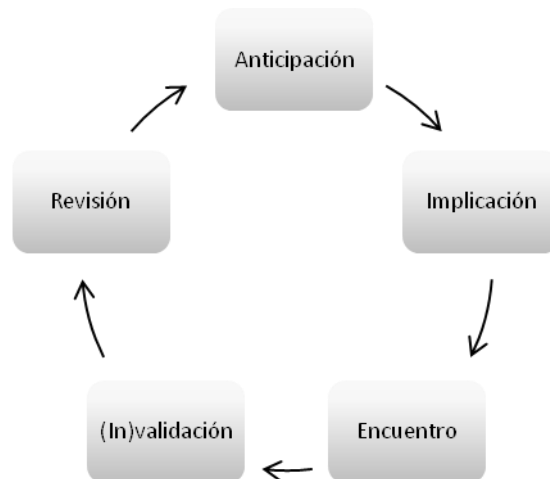 Anticipación
Implicación
Encuentro
(In)validación
Revisión